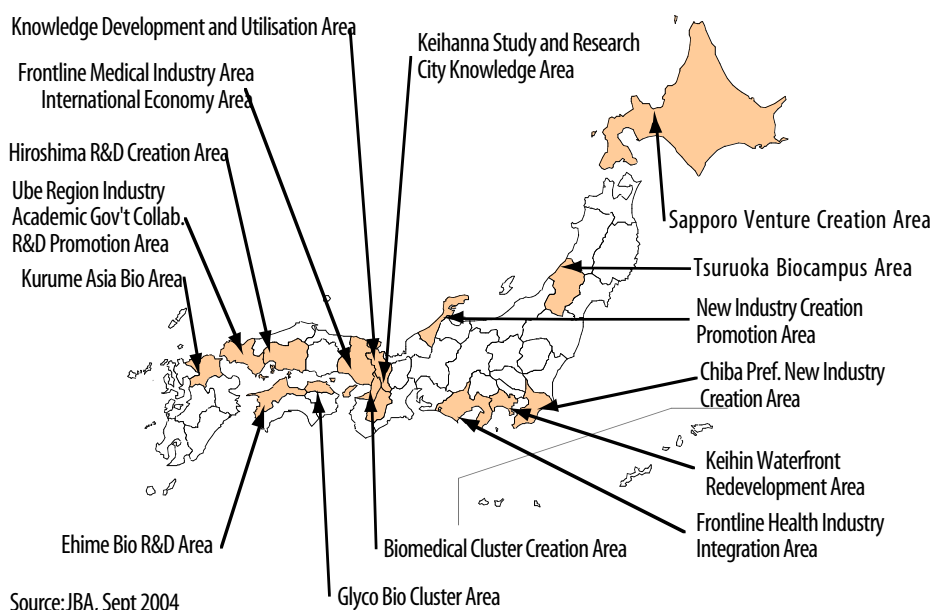 Knowledge Development and Utilisation Area
Keihanna Study and Research
City Knowledge Area
Frontline Medical Industry Area
International Economy Area
Hiroshima R&D Creation Area
Ube Region Industry
Academic Gov't Collab.
R&D Promotion Area
Kurume Asia Bio Area
Sapporo Venture Creation Area
Tsuruoka Biocampus Area
New Industry Creation
Promotion Area
Chiba Pref. New Industry
Creation Area
Keihin Waterfront
Redevelopment Area
Frontline Health Industry
Integration Area
Ehime Bio R&D Area
Biomedical Cluster Creation Area
Glyco Bio Cluster Area
Source: JBA, Sept 2004